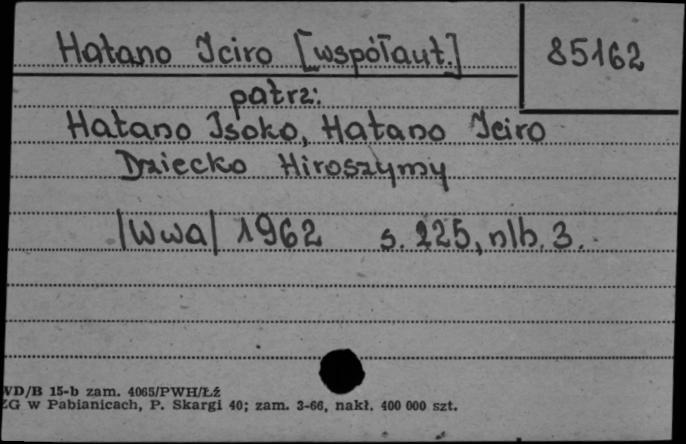 Hatano Iciro [współaut.] 85162
patrz:
Hatano Isoko, Hatano Iciro
Dziecko Hiroszymy
/Wwa/ 1962 s. 225, nlb. 3.
WD/B 15-b zam. 4065/PWH/Łź
ZG w Pabianicach, P. Skargi 40; zam. 3-66, nakł. 400 000 szt.